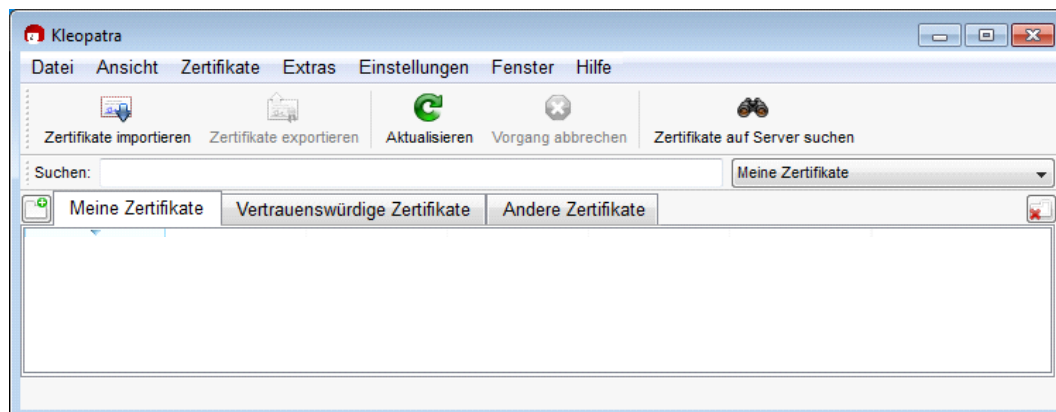 Kleopatra
Datei Ansicht Zertifikate Extras Einstellungen Fenster Hilfe
Zertifikate importieren Zertifikate exportieren Aktualisieren Vorgang abbrechen Zertifikate auf Server suchen
Suchen: Meine Zertifikate
Meine Zertifikate Vertrauenswürdige Zertifikate Andere Zertifikate